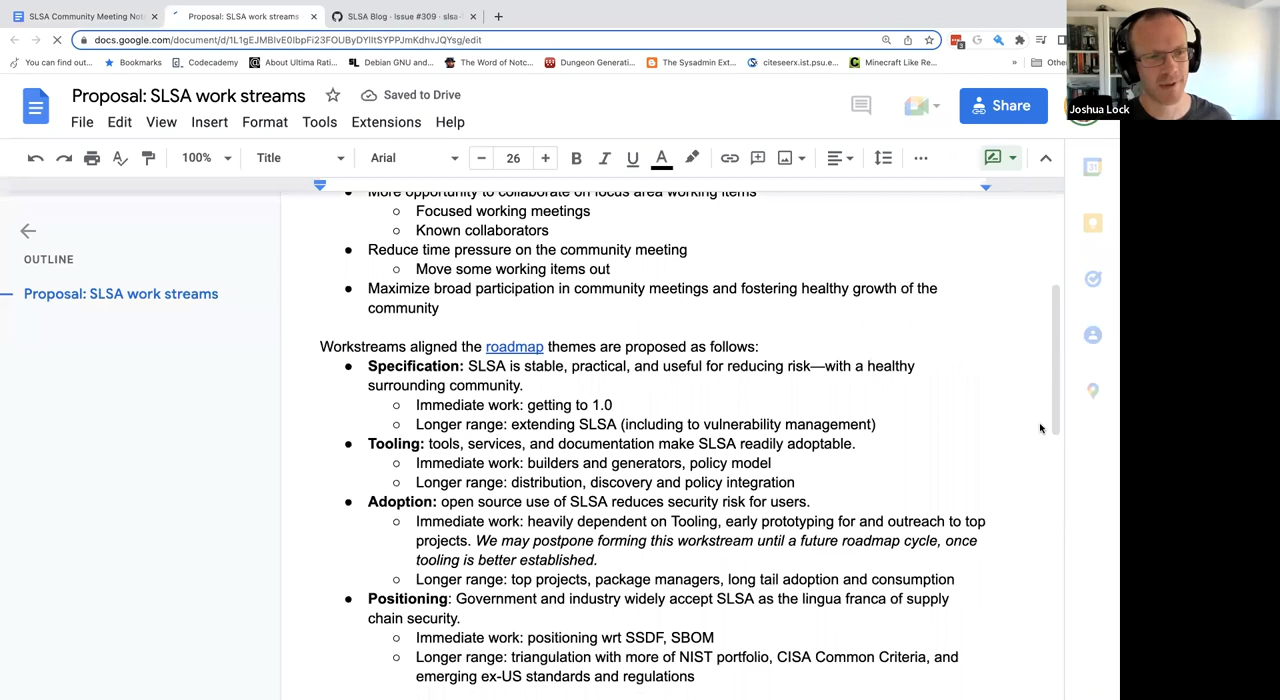 SLSA Community Meeting Not
Proposal: SLSA work streams
SLSA Blog · Issue #309 · slsa-
docs.google.com/document/d/1L1gEJMBIvE0IbpFi23FOUByDYlItSYPPJmKdhvJQYsg/edit
You can find out...
Bookmarks
Codecademy
About Ultima Rati...
Debian GNU and...
The Word of Notc...
Dungeon Generati...
The Sysadmin Ext...
citeseerx.ist.psu.e...
Minecraft Like Re...
»
Othe
Joshua Lock
Proposal: SLSA work streams
Saved to Drive
Share
File Edit View Insert Format Tools Extensions Help
100% Title Arial 26 B I U A
More opportunity to collaborate on focus area working items
Focused working meetings
Known collaborators
Reduce time pressure on the community meeting
Move some working items out
Maximize broad participation in community meetings and fostering healthy growth of the
community
OUTLINE
Proposal: SLSA work streams
Workstreams aligned the roadmap themes are proposed as follows:
Specification: SLSA is stable, practical, and useful for reducing risk—with a healthy
surrounding community.
Immediate work: getting to 1.0
Longer range: extending SLSA (including to vulnerability management)
Tooling: tools, services, and documentation make SLSA readily adoptable.
Immediate work: builders and generators, policy model
Longer range: distribution, discovery and policy integration
Adoption: open source use of SLSA reduces security risk for users.
Immediate work: heavily dependent on Tooling, early prototyping for and outreach to top
projects. We may postpone forming this workstream until a future roadmap cycle, once
tooling is better established.
Longer range: top projects, package managers, long tail adoption and consumption
Positioning: Government and industry widely accept SLSA as the lingua franca of supply
chain security.
Immediate work: positioning wrt SSDF, SBOM
Longer range: triangulation with more of NIST portfolio, CISA Common Criteria, and
emerging ex-US standards and regulations